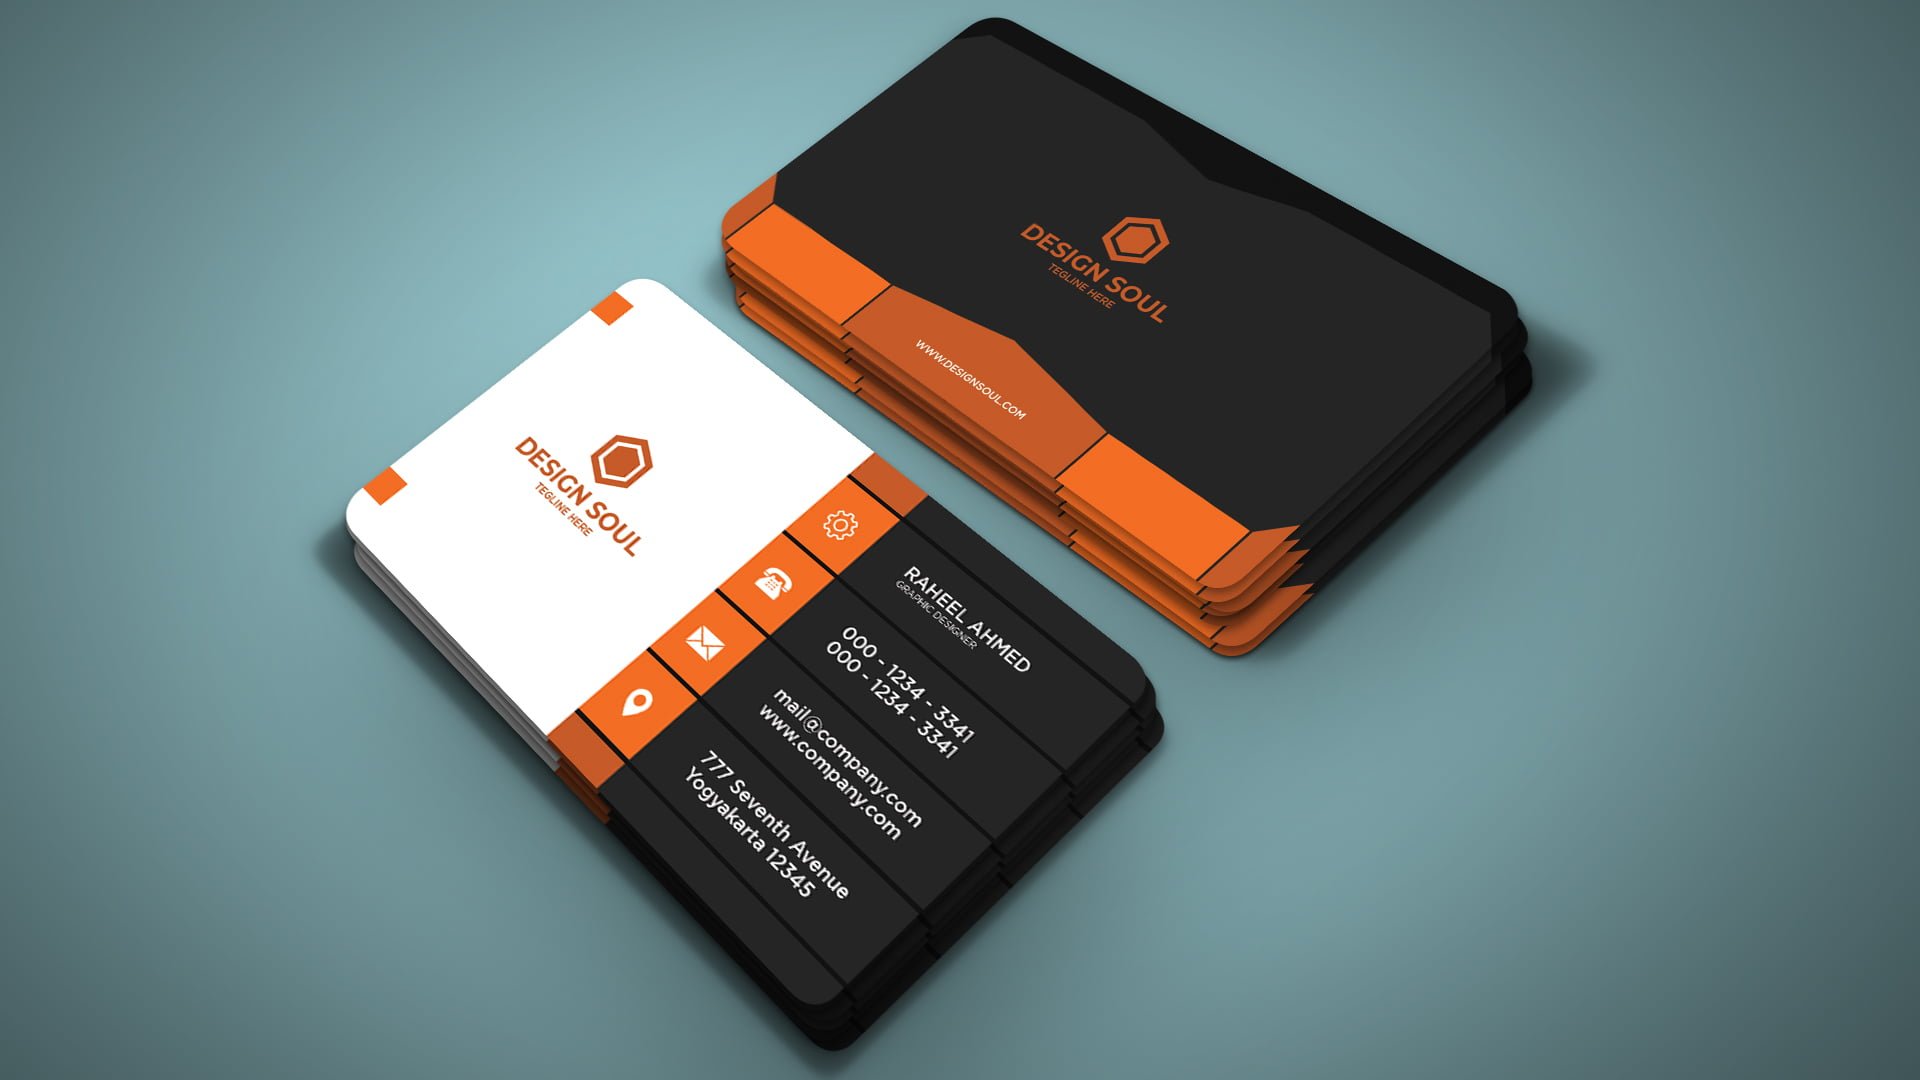 DESIGN SOUL
TEGLINE HERE
WWW.DESIGNSOUL.COM
DESIGN SOUL
TEGLINE HERE
RAHEEL AHMED
GRAPHIC DESIGNER
000 - 1234 - 3341
000 - 1234 - 3341
mail@company.com
www.company.com
777 Seventh Avenue
Yogyakarta 12345